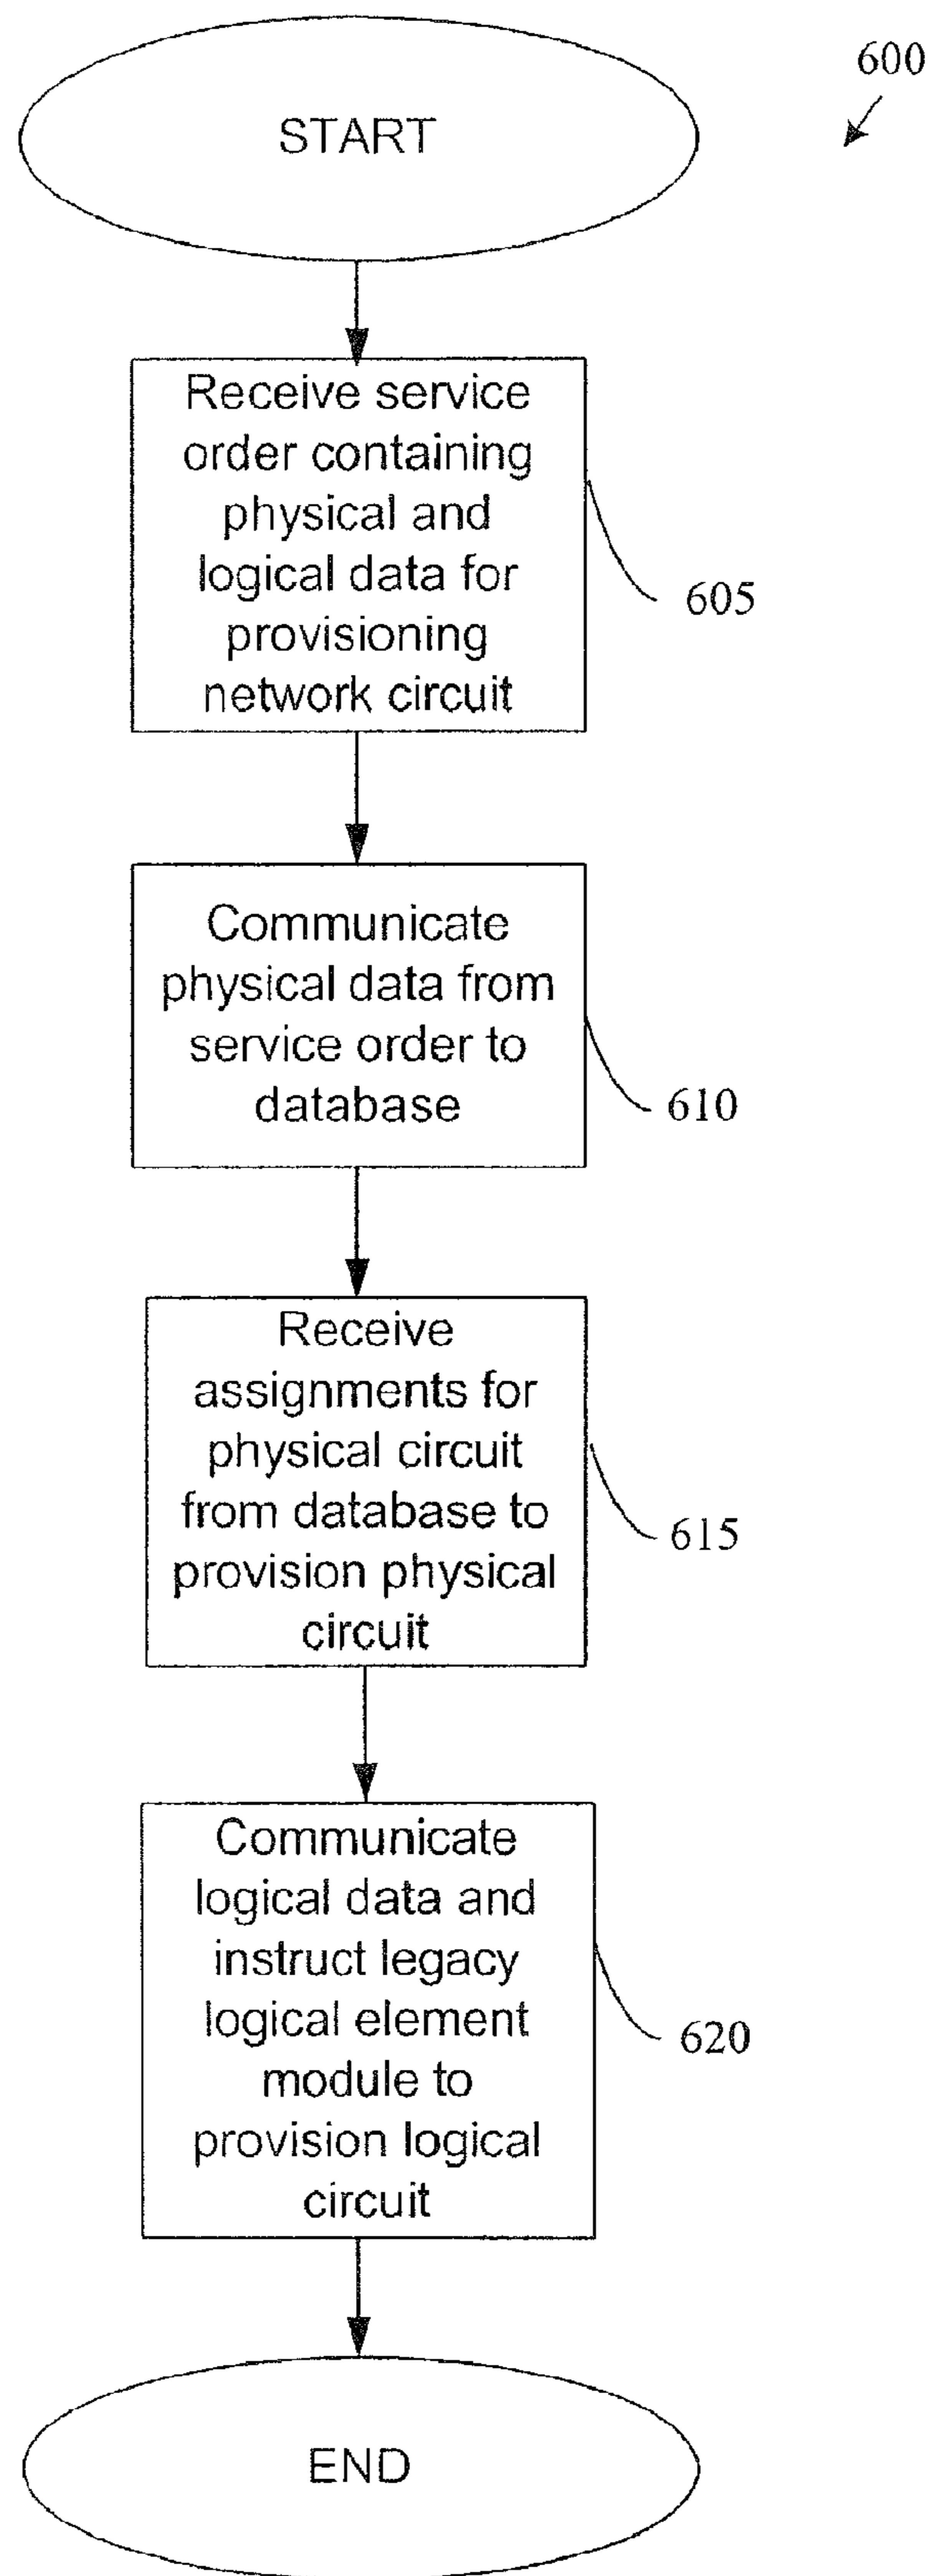 START
600
Receive service
order containing
physical and
logical data for
provisioning
network circuit
605
Communicate
physical data from
service order to
database
610
Receive
assignments for
physical circuit
from database to
provision physical
circuit
615
Communicate
logical data and
instruct legacy
logical element
module to
provision logical
circuit
620
END